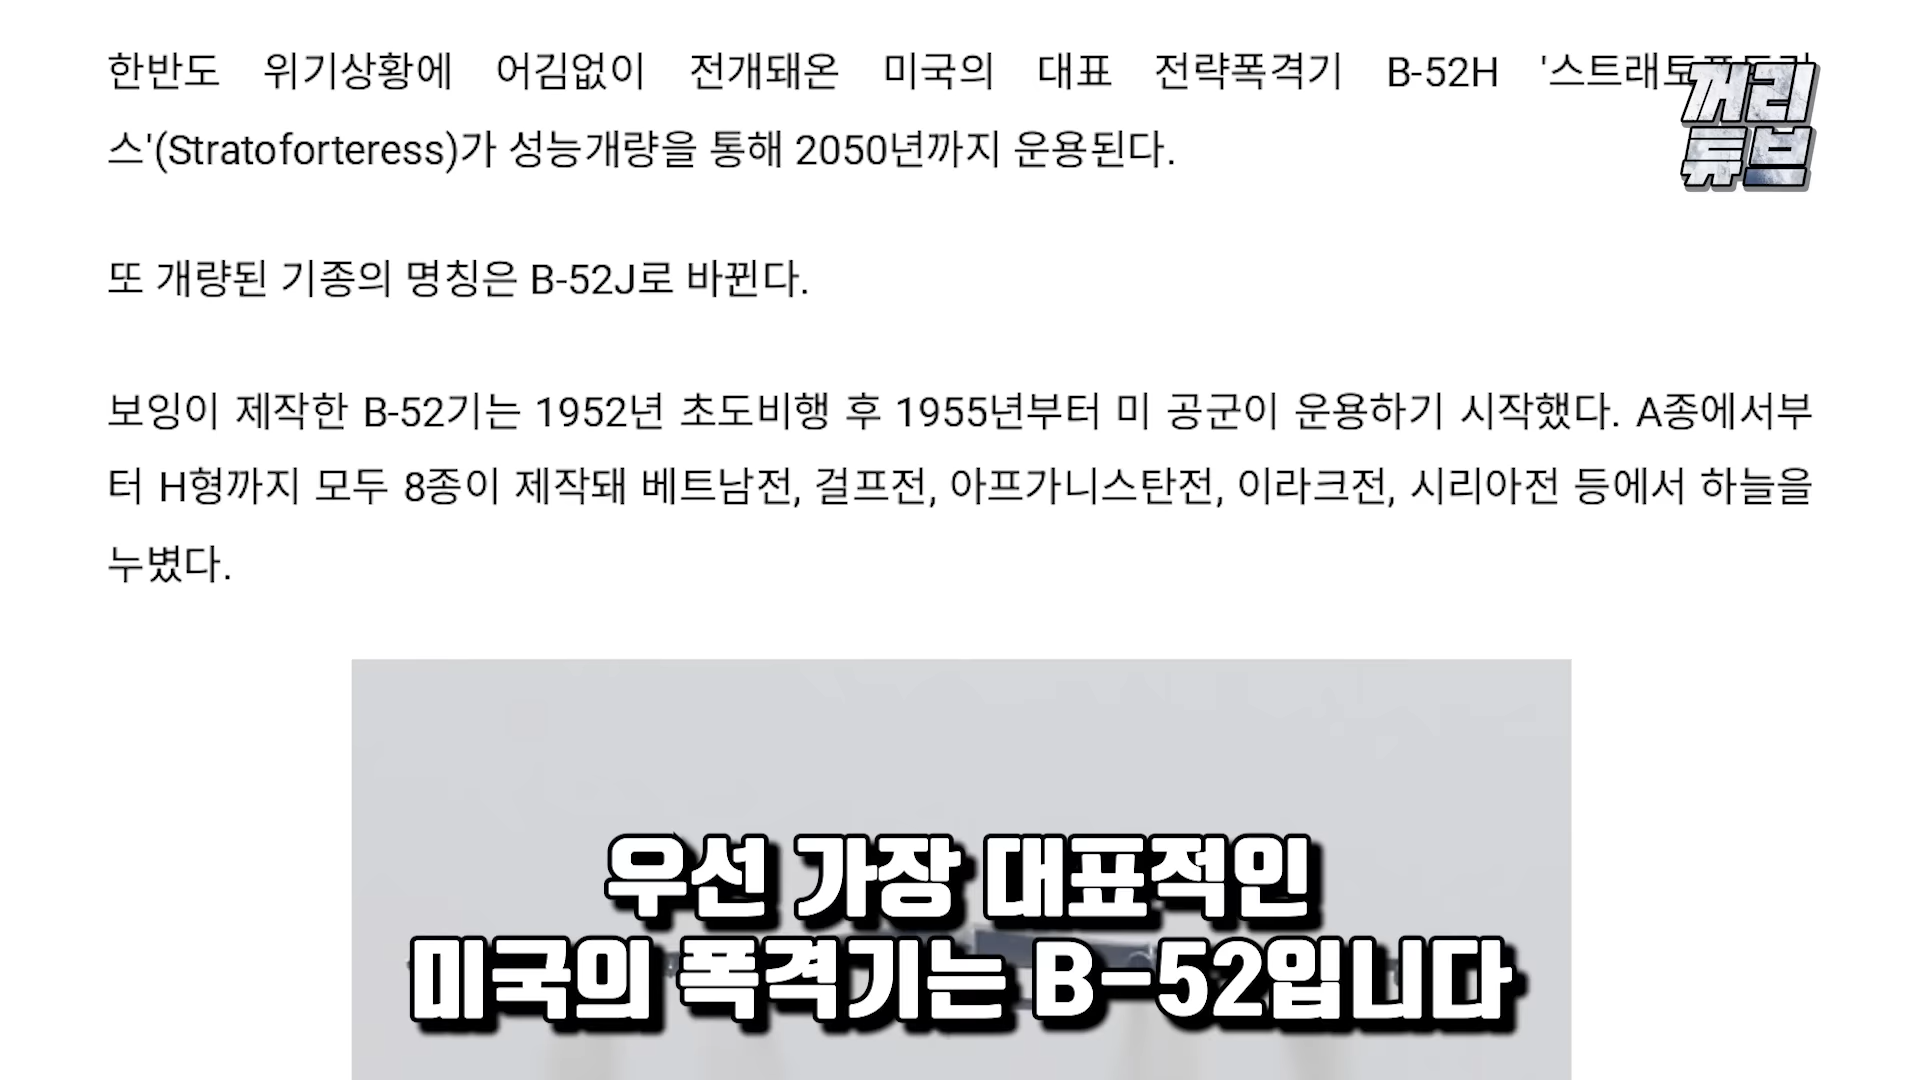 한반도 위기상황에 어김없이 전개돼온 미국의 대표 전략폭격기 B-52H
스'(Stratoforteress)가 성능개량을 통해 2050년까지 운용된다.
또 개량된 기종의 명칭은 B-52J로 바뀐다.
보잉이 제작한 B-52기는 1952년 초도비행 후 1955년부터 미 공군이 운용하기 시작했다. A종에서부
터 H형까지 모두 8종이 제작돼 베트남전, 걸프전, 아프가니스탄전, 이라크전, 시리아전 등에서 하늘을
누볐다.
꺼리
튜브
우선 가장 대표적인
미국의 폭격기는 B-52입니다